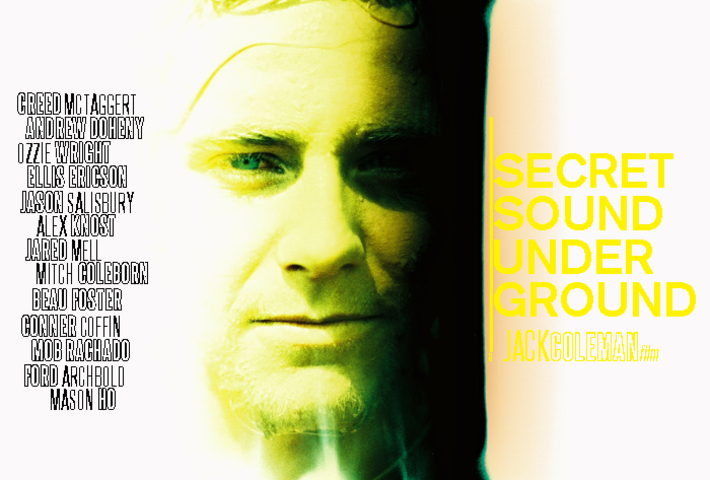 CREED MCTAGGERT
ANDREW DOHENY
OZZIE WRIGHT
ELLIS ERICSON
JASON SALISBURY
ALEX KNOST
JARED MELL
MITCH COLEBORN
BEAU FOSTER
CONNER COFFIN
MOB RACHADO
FORD ARCHBOLD
MASON HO
SECRET
SOUND
UNDER
GROUND
JACKCOLEMAN film